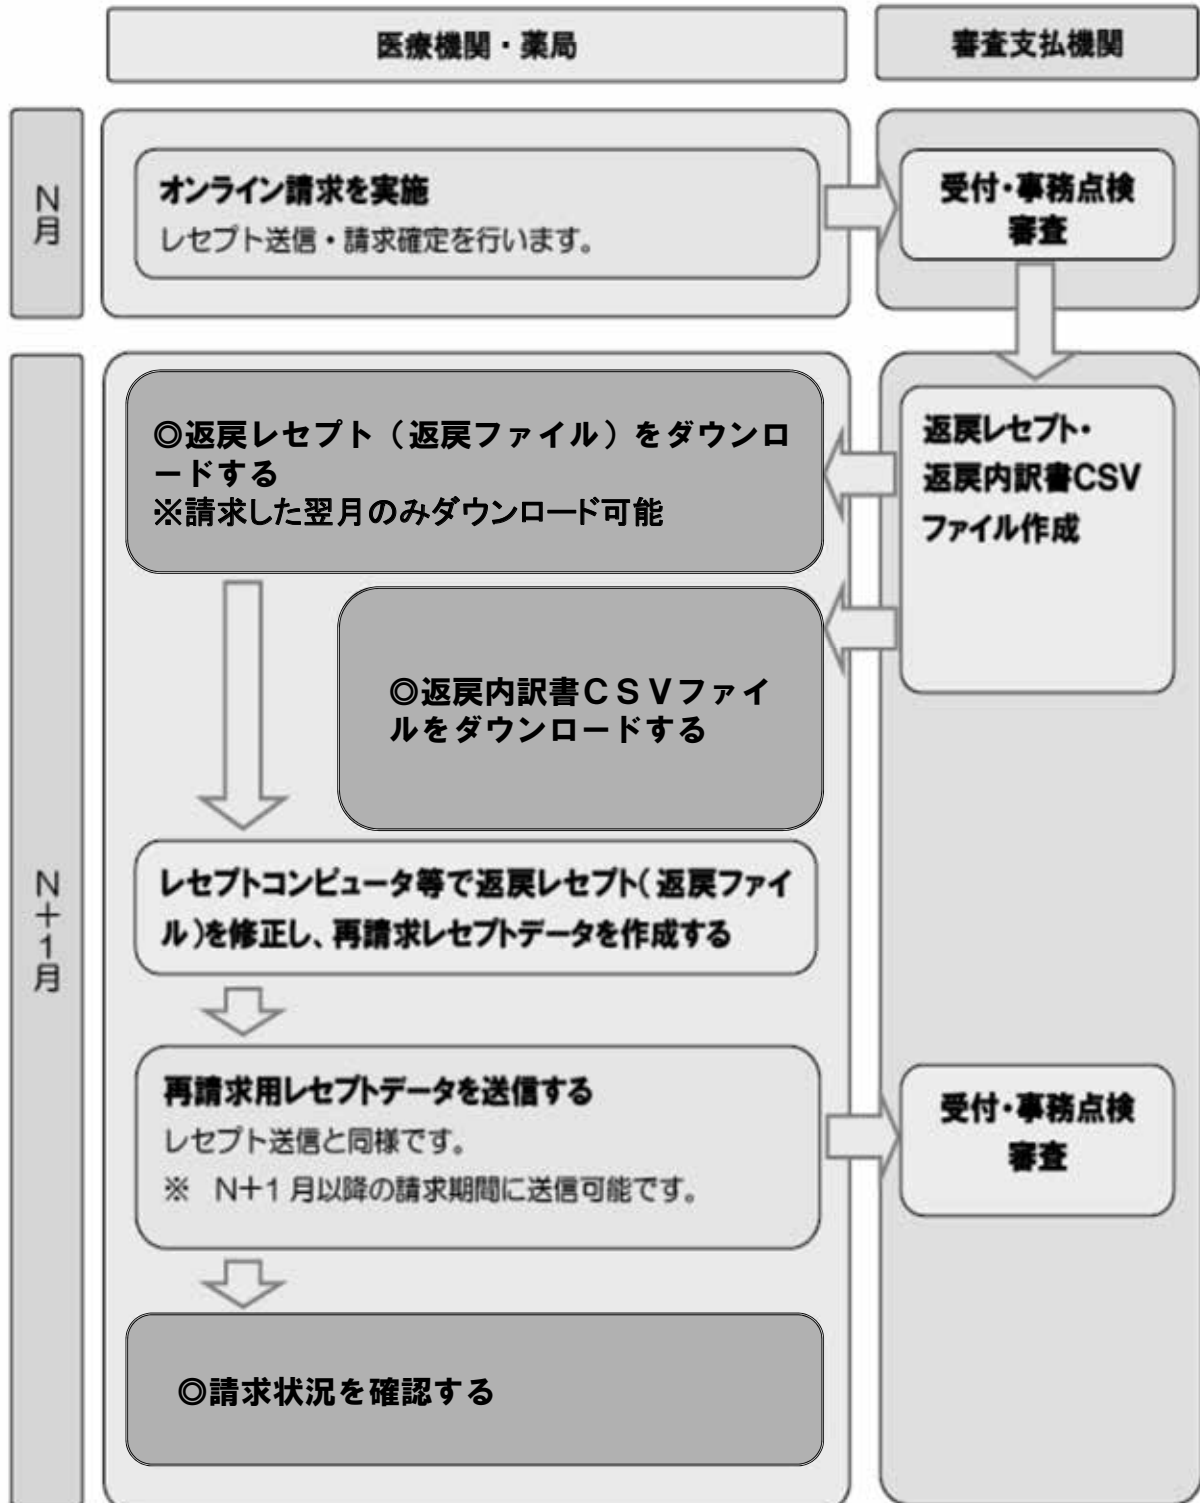 医療機関・薬局
審査支払機関
N月
オンライン請求を実施
レセプト送信・請求確定を行います。
受付・事務点検
審査
N＋1月
◎返戻レセプト（返戻ファイル）をダウンロ
ードする
※請求した翌月のみダウンロード可能
返戻レセプト・
返戻内訳書CSV
ファイル作成
◎返戻内訳書ＣＳＶファイ
ルをダウンロードする
レセプトコンピュータ等で返戻レセプト（返戻ファイ
ル）を修正し、再請求レセプトデータを作成する
再請求用レセプトデータを送信する
レセプト送信と同様です。
※　N＋1 月以降の請求期間に送信可能です。
受付・事務点検
審査
◎請求状況を確認する